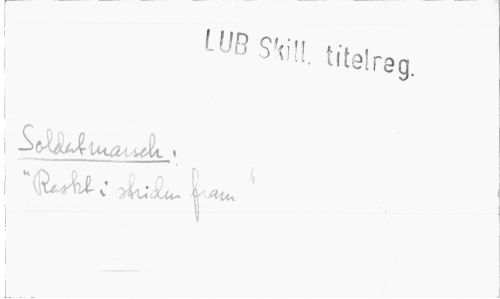 LUB Skill. titelreg.
Soldatmarsch.
"Raskt i striden fram"